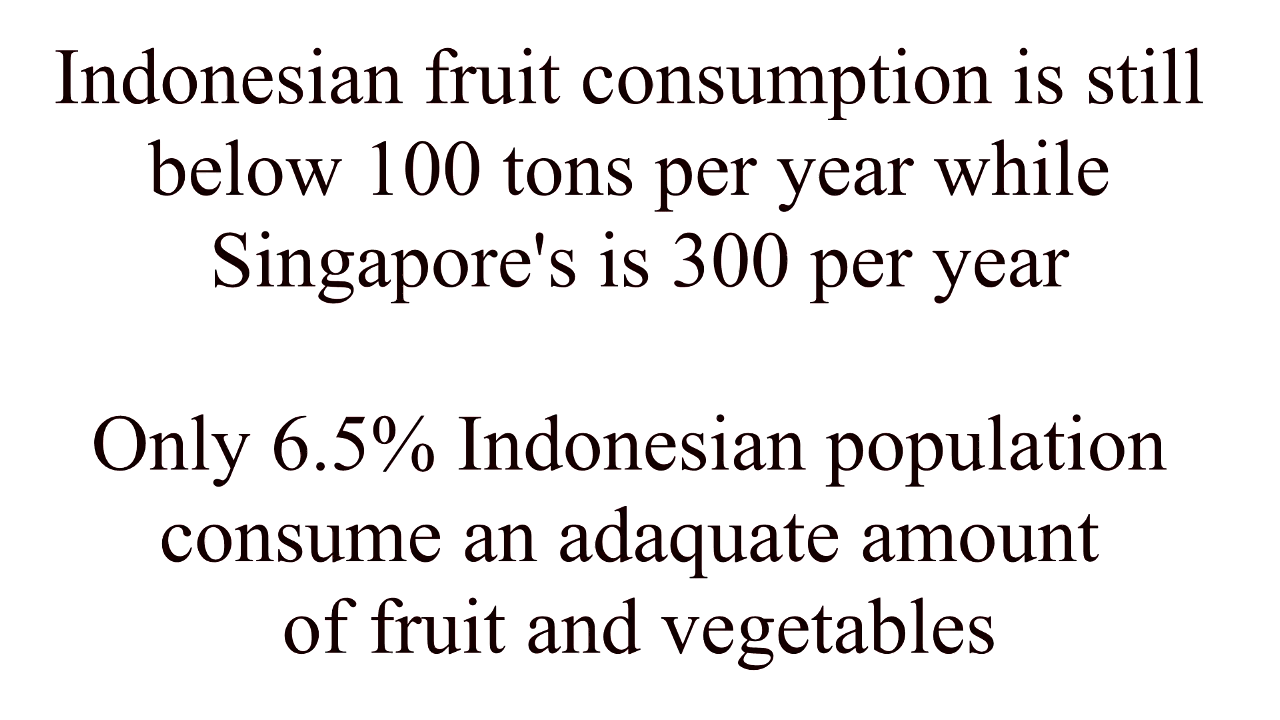 Indonesian fruit consumption is still
below 100 tons per year while
Singapore's is 300 per year
Only 6.5% Indonesian population
consume an adaquate amount
of fruit and vegetables